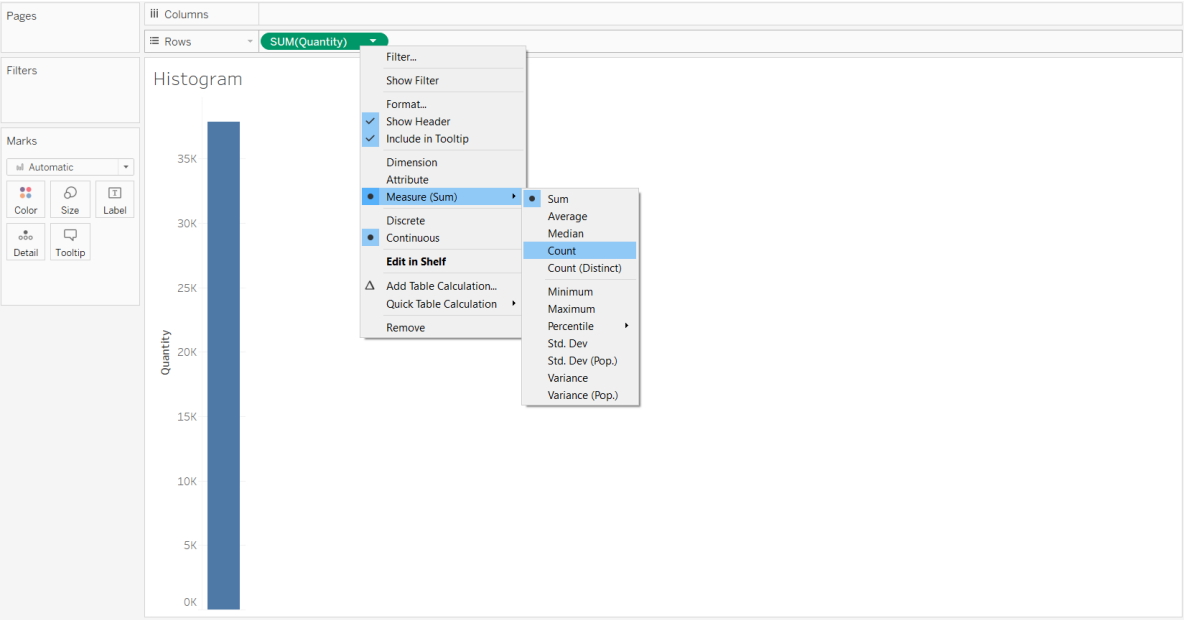 Pages
Columns
Rows
SUM(Quantity)
Filters
Marks
Automatic
Color
Size
Label
Detail
Tooltip
Histogram
Quantity
35K
30K
25K
20K
15K
10K
5K
0K
Filter...
Show Filter
Format...
Show Header
Include in Tooltip
Dimension
Attribute
Measure (Sum)
Discrete
Continuous
Edit in Shelf
Add Table Calculation...
Quick Table Calculation
Remove
Sum
Average
Median
Count
Count (Distinct)
Minimum
Maximum
Percentile
Std. Dev
Std. Dev (Pop.)
Variance
Variance (Pop.)